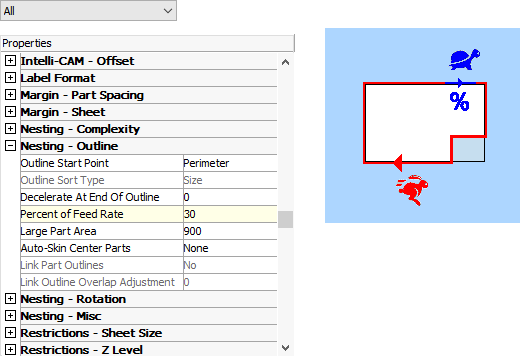 All
Properties
Intelli-CAM - Offset
Label Format
Margin - Part Spacing
Margin - Sheet
Nesting - Complexity
Nesting - Outline
Outline Start Point Perimeter
Outline Sort Type Size
Decelerate At End Of Outline 0
Percent of Feed Rate 30
Large Part Area 900
Auto-Skin Center Parts None
Link Part Outlines No
Link Outline Overlap Adjustment 0
Nesting - Rotation
Nesting - Misc
Restrictions - Sheet Size
Restrictions - Z Level
%